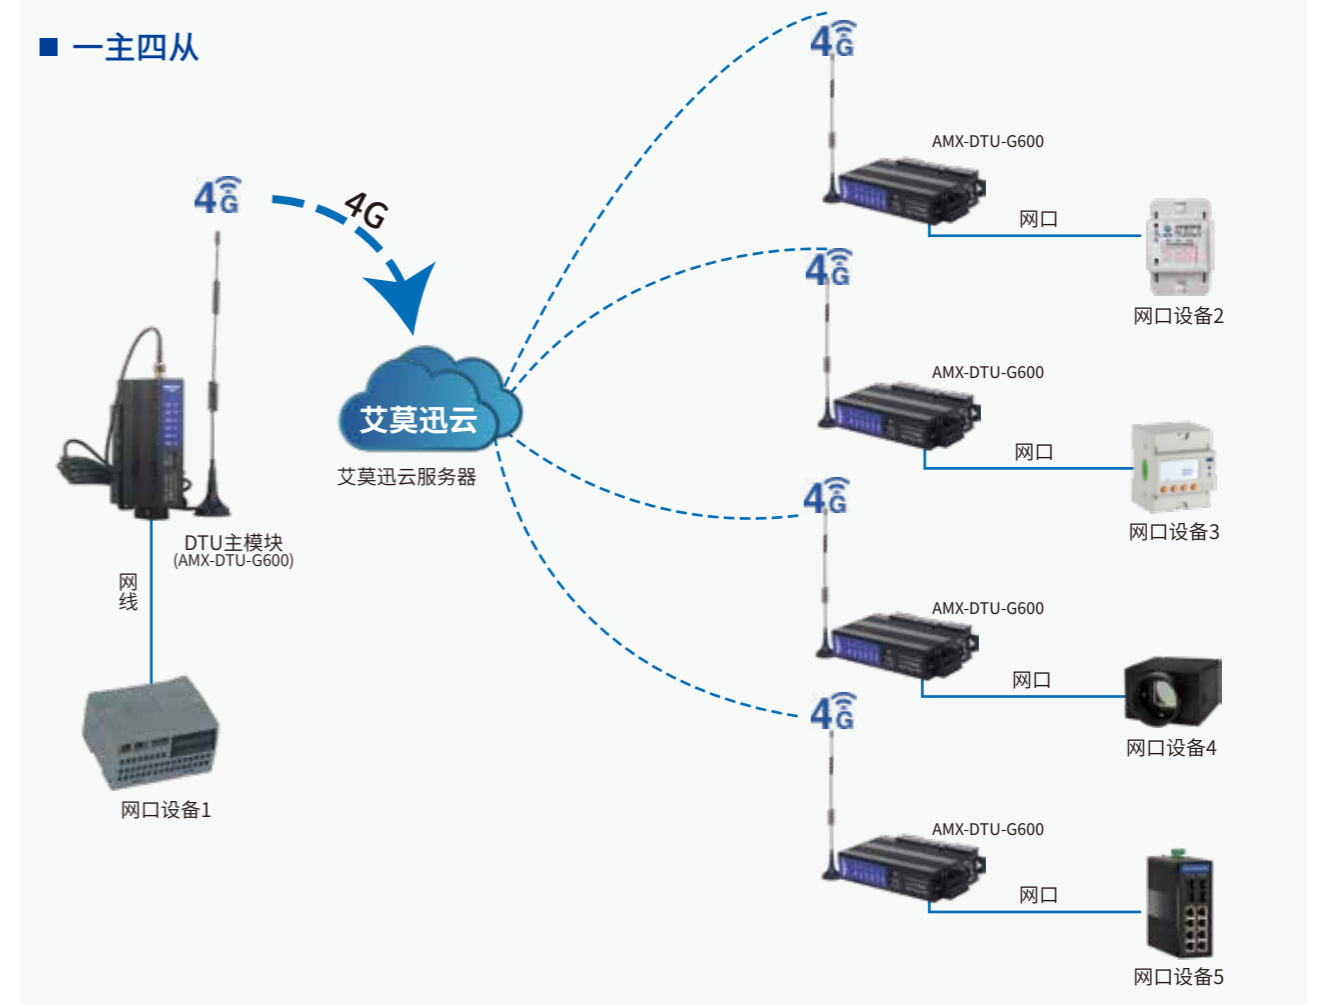 一主四从
4G
4G
艾莫迅云
艾莫迅云服务器
DTU主模块
(AMX-DTU-G600)
网线
网口设备1
4G
AMX-DTU-G600
网口
网口设备2
4G
AMX-DTU-G600
网口
网口设备3
4G
AMX-DTU-G600
网口
网口设备4
4G
AMX-DTU-G600
网口
网口设备5